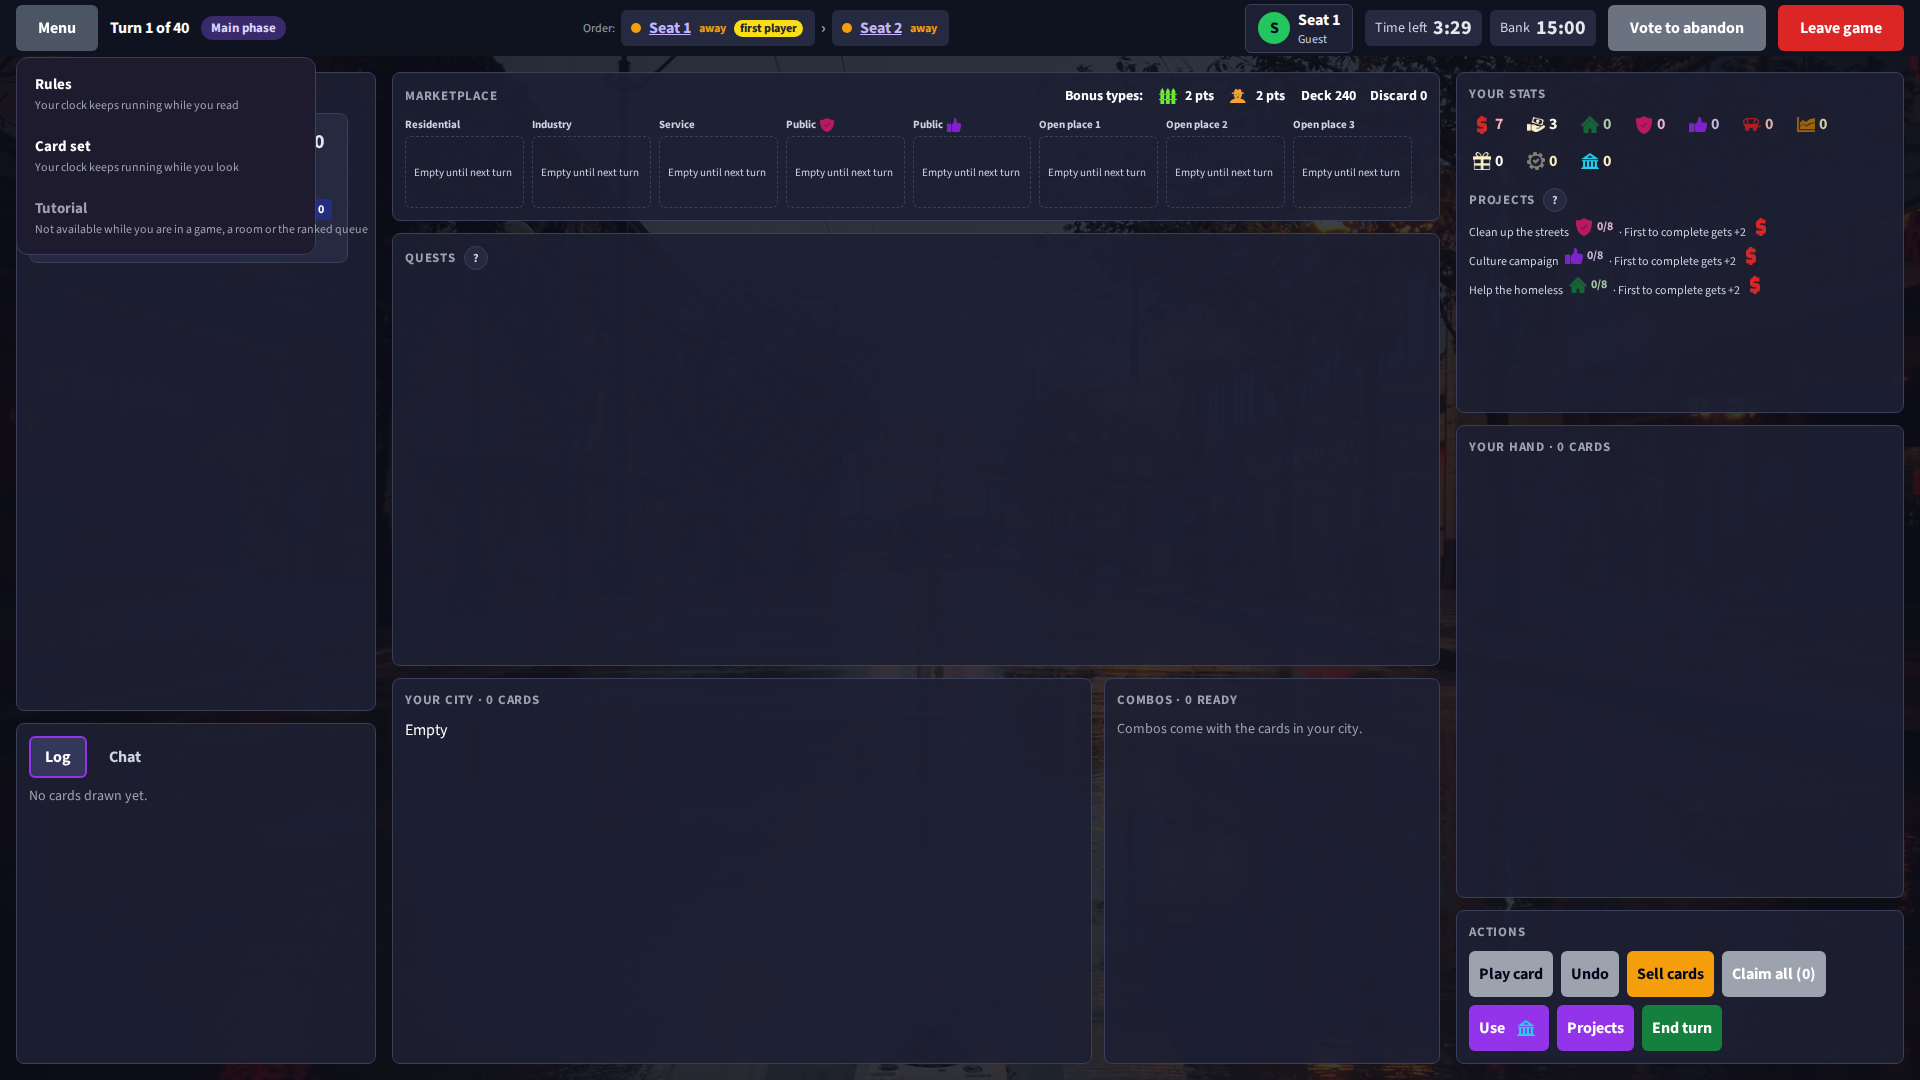 Menu
Turn 1 of 40
Main phase
Order:
Seat 1 away first player
›
Seat 2 away
S
Seat 1
Guest
Time left 3:29
Bank 15:00
Vote to abandon
Leave game
Rules
Your clock keeps running while you read
Card set
Your clock keeps running while you look
Tutorial
Not available while you are in a game, a room or the ranked queue
0
0
MARKETPLACE
Bonus types: 2 pts 2 pts Deck 240 Discard 0
Residential
Industry
Service
Public
Public
Open place 1
Open place 2
Open place 3
Empty until next turn
Empty until next turn
Empty until next turn
Empty until next turn
Empty until next turn
Empty until next turn
Empty until next turn
Empty until next turn
QUESTS ?
YOUR CITY · 0 CARDS
Empty
COMBOS · 0 READY
Combos come with the cards in your city.
Log
Chat
No cards drawn yet.
YOUR STATS
7 3 0 0 0 0 0
0 0 0
PROJECTS ?
Clean up the streets 0/8 · First to complete gets +2
Culture campaign 0/8 · First to complete gets +2
Help the homeless 0/8 · First to complete gets +2
YOUR HAND · 0 CARDS
ACTIONS
Play card
Undo
Sell cards
Claim all (0)
Use
Projects
End turn